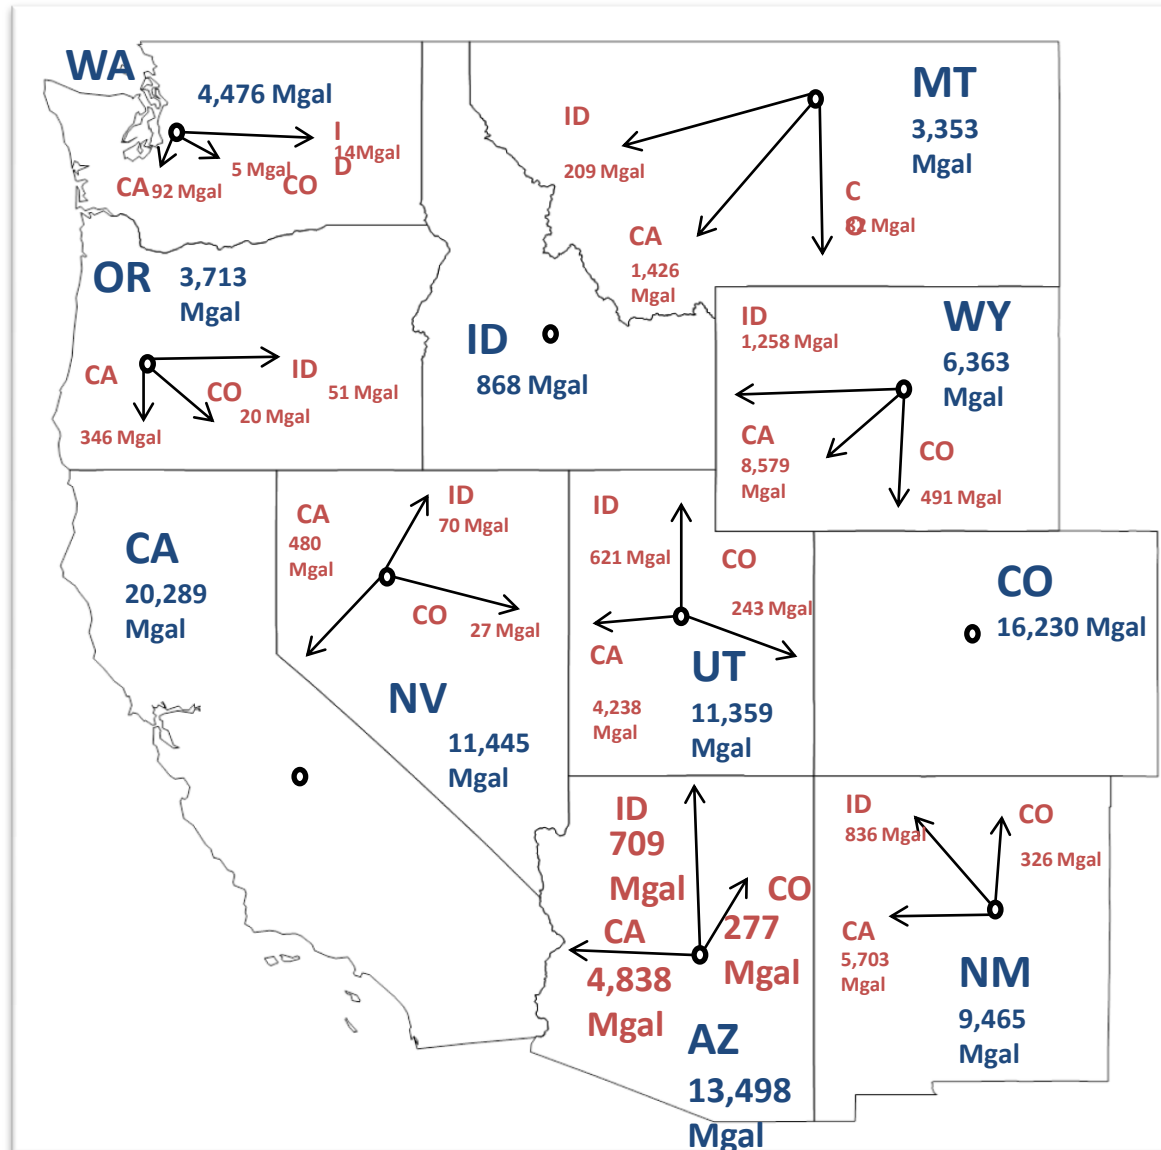 WA
4,476 Mgal
I
14Mgal
D
5 Mgal
CO
CA 92 Mgal
MT
3,353
Mgal
ID
209 Mgal
C
O
82 Mgal
CA
1,426
Mgal
OR 3,713
Mgal
CA
ID
51 Mgal
CO
20 Mgal
346 Mgal
ID
868 Mgal
WY
6,363
Mgal
ID
1,258 Mgal
CA
8,579
Mgal
CO
491 Mgal
CA
20,289
Mgal
CA
480
Mgal
ID
70 Mgal
CO
27 Mgal
NV
11,445
Mgal
ID
621 Mgal
CO
243 Mgal
CA
4,238
Mgal
UT
11,359
Mgal
CO
16,230 Mgal
ID
709
Mgal
CO
277
Mgal
CA
4,838
Mgal
AZ
13,498
Mgal
ID
836 Mgal
CO
326 Mgal
CA
5,703
Mgal
NM
9,465
Mgal